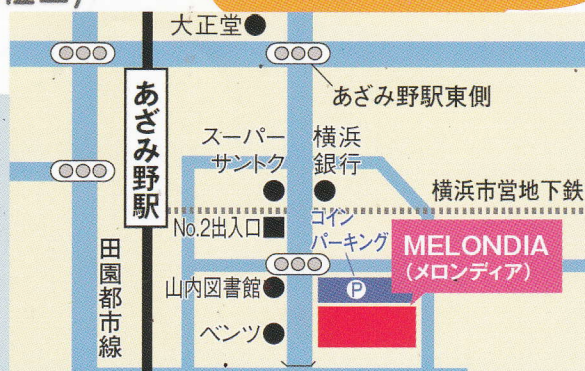 大正堂
あざみ野駅東側
あざみ野駅
スーパー
サントク
横浜
銀行
横浜市営地下鉄
No.2出入口
コイン
パーキング
MELONDIA
(メロンディア)
田園都市線
山内図書館
P
ベンツ